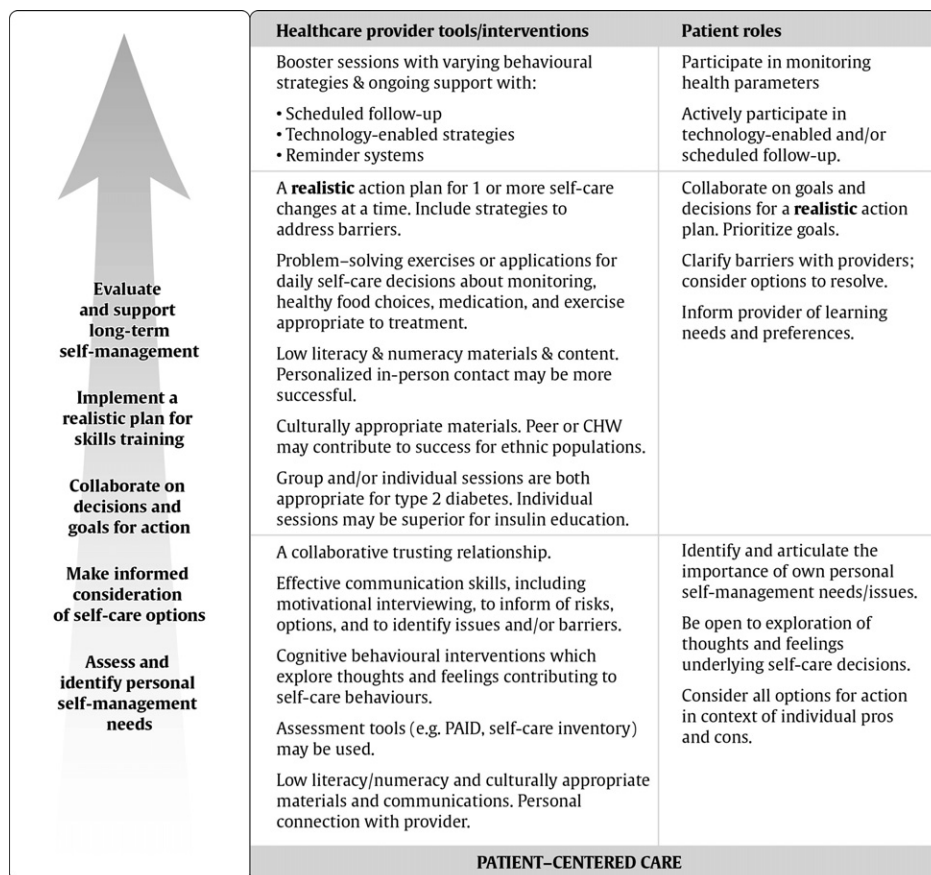 Healthcare provider tools/interventions
Patient roles
Booster sessions with varying behavioural
strategies & ongoing support with:
• Scheduled follow-up
• Technology-enabled strategies
• Reminder systems
Participate in monitoring
health parameters
Actively participate in
technology-enabled and/or
scheduled follow-up.
A realistic action plan for 1 or more self-care
changes at a time. Include strategies to
address barriers.
Problem–solving exercises or applications for
daily self-care decisions about monitoring,
healthy food choices, medication, and exercise
appropriate to treatment.
Low literacy & numeracy materials & content.
Personalized in-person contact may be more
successful.
Culturally appropriate materials. Peer or CHW
may contribute to success for ethnic populations.
Group and/or individual sessions are both
appropriate for type 2 diabetes. Individual
sessions may be superior for insulin education.
Collaborate on goals and
decisions for a realistic action
plan. Prioritize goals.
Clarify barriers with providers;
consider options to resolve.
Inform provider of learning
needs and preferences.
A collaborative trusting relationship.
Effective communication skills, including
motivational interviewing, to inform of risks,
options, and to identify issues and/or barriers.
Cognitive behavioural interventions which
explore thoughts and feelings contributing to
self-care behaviours.
Assessment tools (e.g. PAID, self-care inventory)
may be used.
Low literacy/numeracy and culturally appropriate
materials and communications. Personal
connection with provider.
Identify and articulate the
importance of own personal
self-management needs/issues.
Be open to exploration of
thoughts and feelings
underlying self-care decisions.
Consider all options for action
in context of individual pros
and cons.
Evaluate
and support
long-term
self-management
Implement a
realistic plan for
skills training
Collaborate on
decisions and
goals for action
Make informed
consideration
of self-care options
Assess and
identify personal
self-management
needs
PATIENT–CENTERED CARE